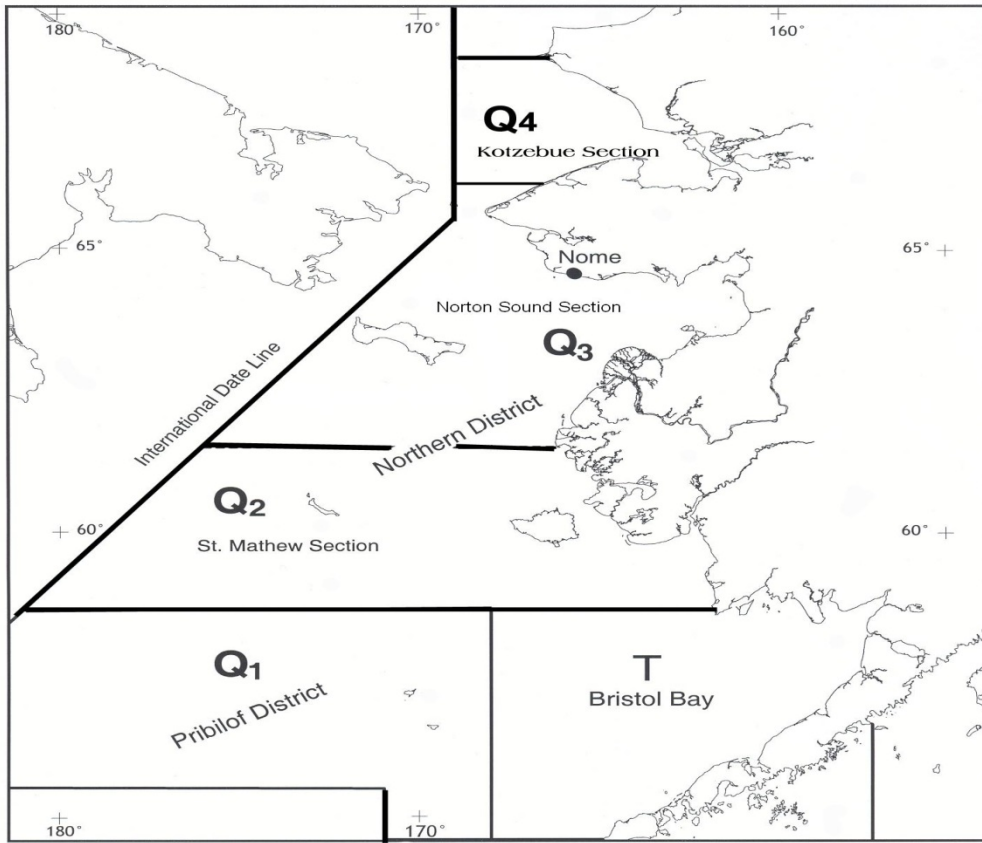 180°
170°
160°
Q4
Kotzebue Section
65°
65°
Nome
Norton Sound Section
Q3
International Date Line
Northern District
Q2
60°
60°
St. Mathew Section
Q1
T
Pribilof District
Bristol Bay
180°
170°
160°